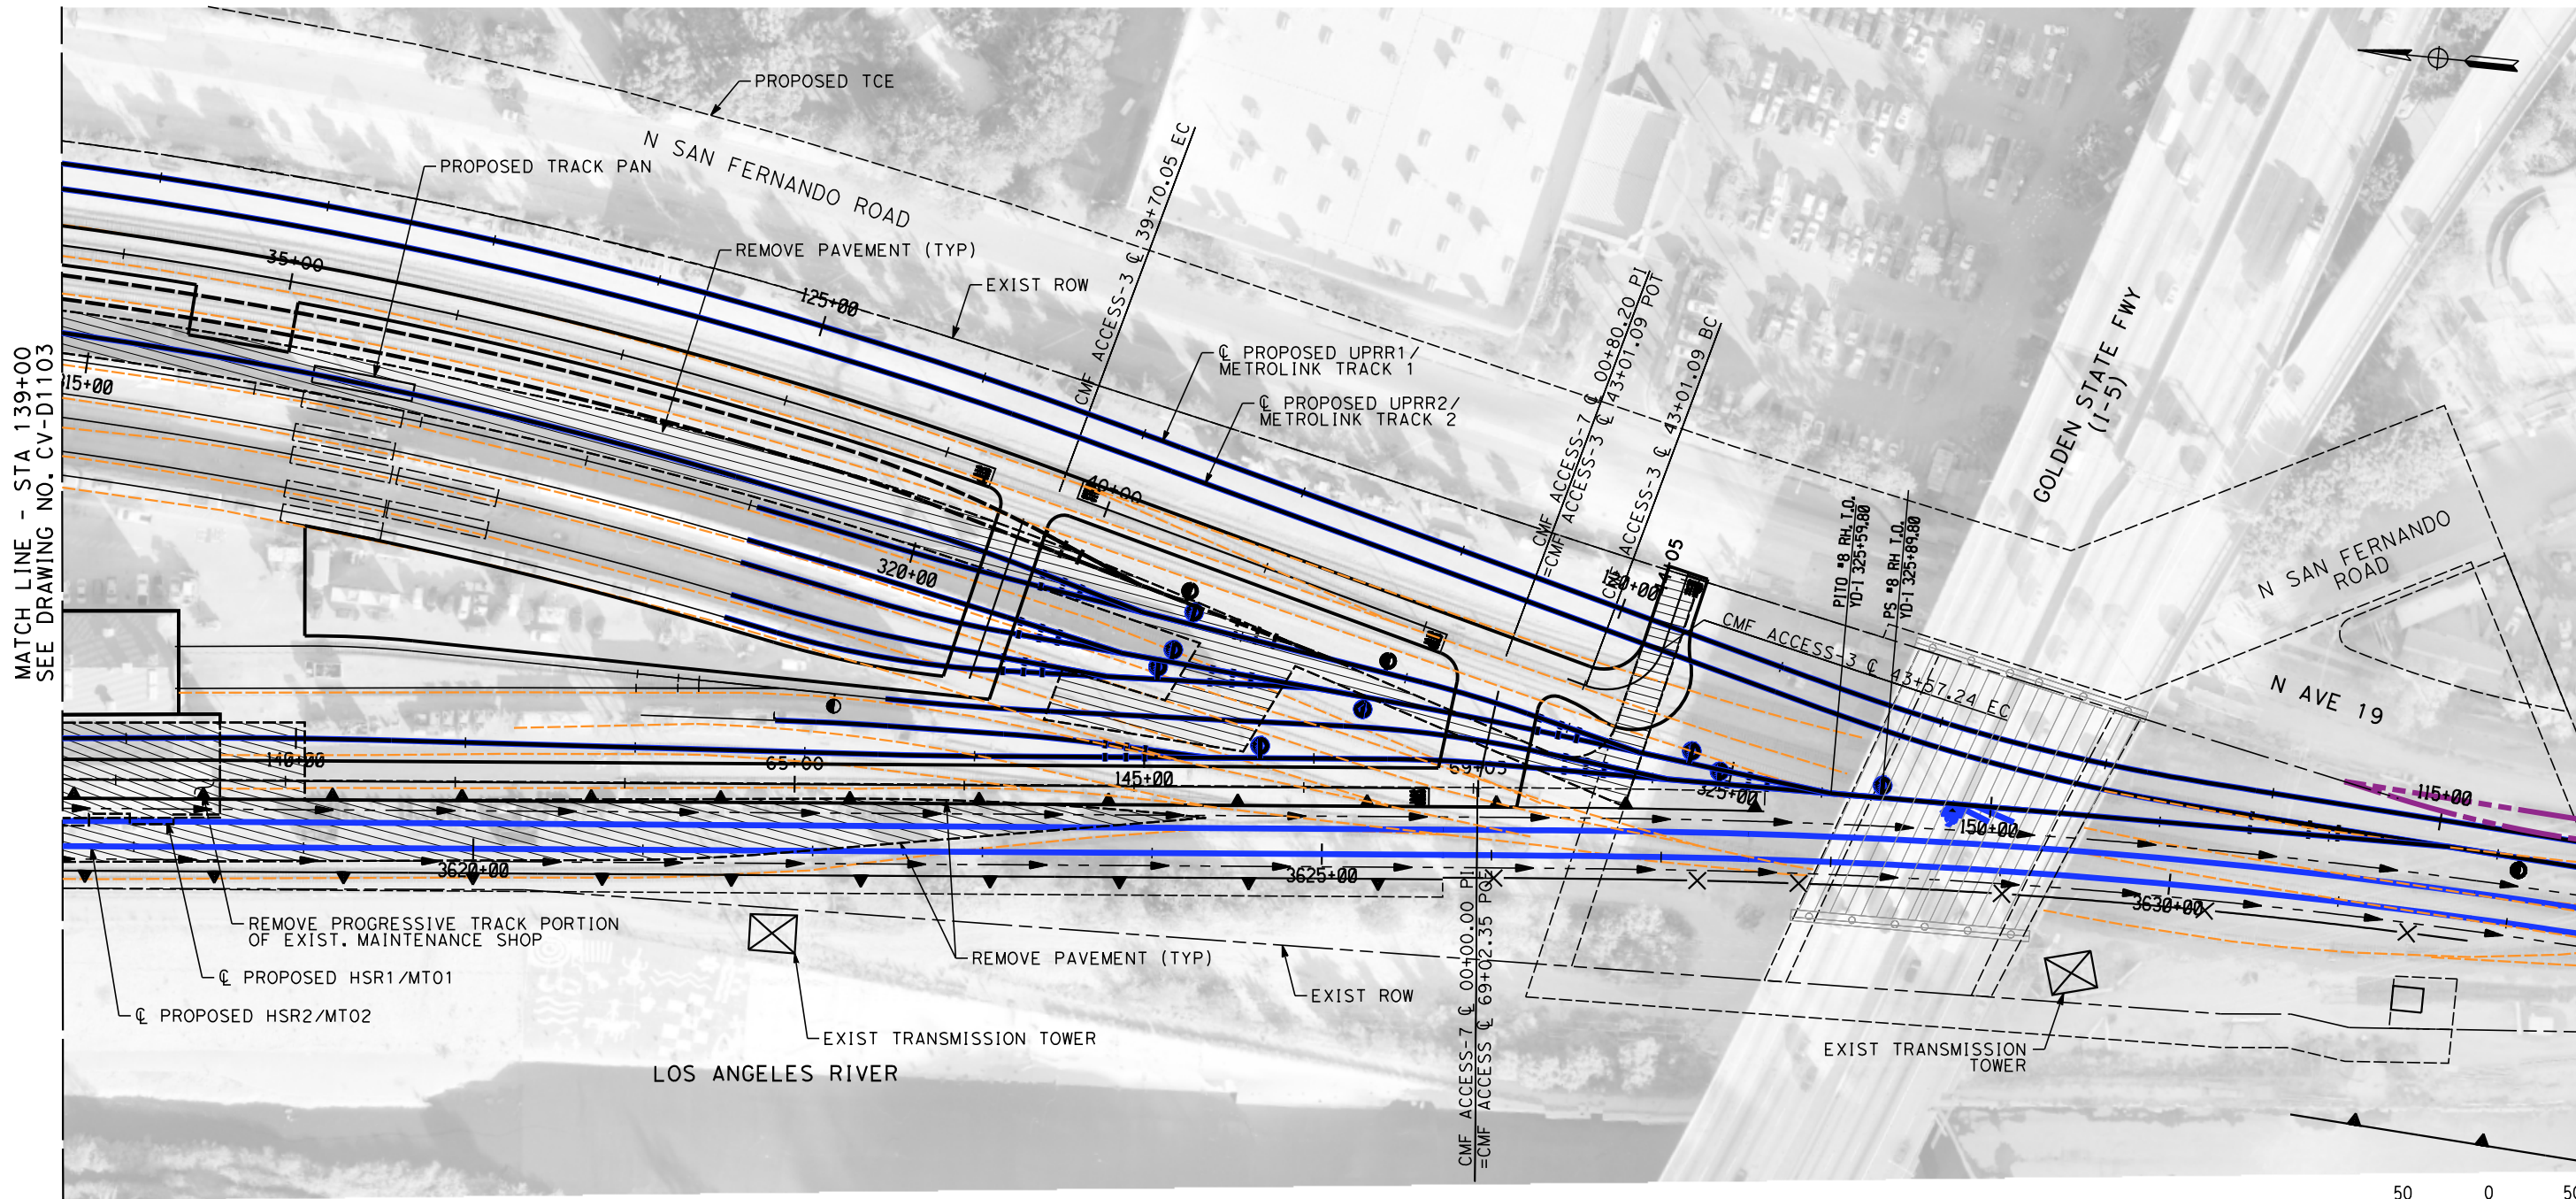 PROPOSED TCE
N SAN FERNANDO ROAD
PROPOSED TRACK PAN
REMOVE PAVEMENT (TYP)
EXIST ROW
CMF ACCESS-3 ℄ 39+70.05 EC
35+00
125+00
℄ PROPOSED UPRR1/
METROLINK TRACK 1
℄ PROPOSED UPRR2/
METROLINK TRACK 2
CMF ACCESS-7 ℄ 00+80.20 PI
=CMF ACCESS-3 ℄ 43+01.09 POT
CMF ACCESS-3 ℄ 43+01.09 BC
GOLDEN STATE FWY
(I-5)
MATCH LINE - STA 139+00
SEE DRAWING NO. CV-D1103
315+00
40+00
320+00
120+00
44+05
PITO #8 RH. T.O.
YD-1 325+59.80
PS #8 RH T.O.
YD-1 325+89.80
CMF ACCESS-3 ℄ 43+57.24 EC
N SAN FERNANDO
ROAD
N AVE 19
140+00
65+00
145+00
69+03
325+00
115+00
150+00
3620+00
3625+00
3630+00
REMOVE PROGRESSIVE TRACK PORTION
OF EXIST. MAINTENANCE SHOP
℄ PROPOSED HSR1/MT01
℄ PROPOSED HSR2/MT02
REMOVE PAVEMENT (TYP)
EXIST ROW
EXIST TRANSMISSION TOWER
LOS ANGELES RIVER
CMF ACCESS-7 ℄ 00+00.00 PI
=CMF ACCESS ℄ 69+02.35 POE
EXIST TRANSMISSION
TOWER
50 0 50